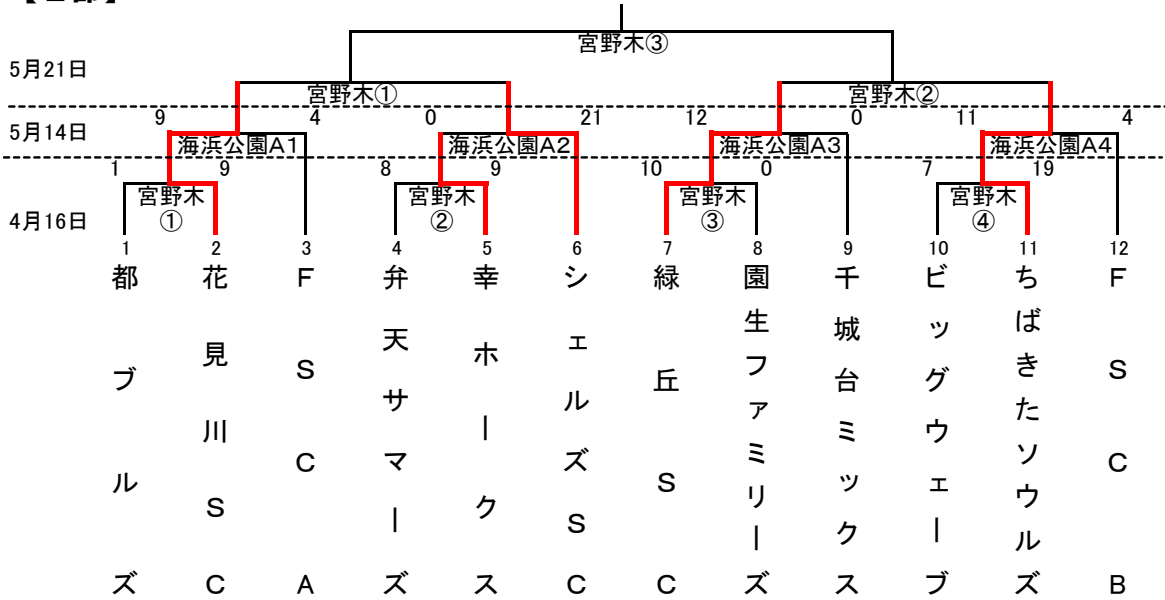 宮野木③
5月21日
宮野木① 宮野木②
9 4 0 21 12 0 11 4
5月14日
海浜公園A1 海浜公園A2 海浜公園A3 海浜公園A4
1 9 8 9 10 0 7 19
宮野木① 宮野木② 宮野木③ 宮野木④
4月16日
1 2 3 4 5 6 7 8 9 10 11 12
都ブルズ
花見川SC
FSCA
弁天サマーズ
幸ホークス
シェルズSC
緑丘SC
園生ファミリーズ
千城台ミックス
ビッグウェーブ
ちばきたソウルズ
FSCB